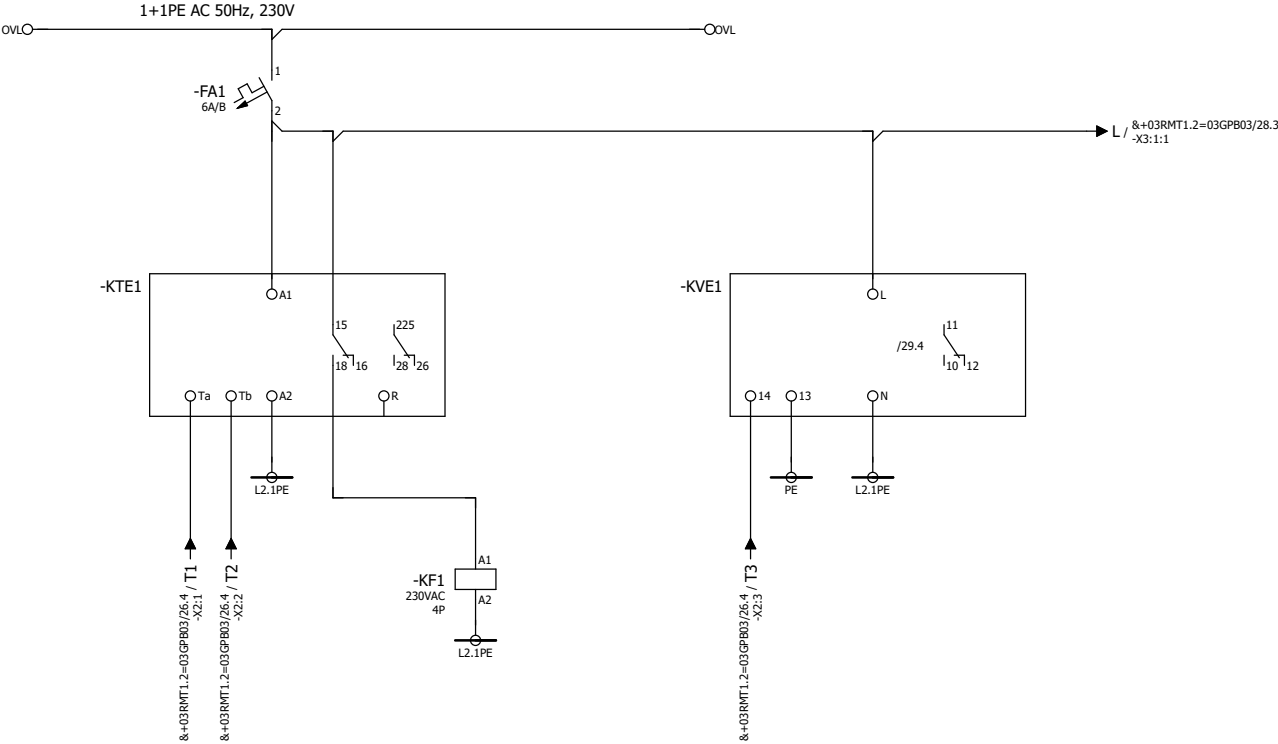 1+1PE AC 50Hz, 230V
OVL
OVL
1
-FA1
6A/B
2
L / &+03RMT1.2=03GPB03/28.3
-X3:1:1
-KTE1
A1
15
225
18
16
28
26
Ta
Tb
A2
R
L2.1PE
-KVE1
L
11
/29.4
10
12
14
13
N
PE
L2.1PE
A1
-KF1
230VAC
4P
A2
L2.1PE
&+03RMT1.2=03GPB03/26.4 / T1
-X2:1
&+03RMT1.2=03GPB03/26.4 / T2
-X2:2
&+03RMT1.2=03GPB03/26.4 / T3
-X2:3